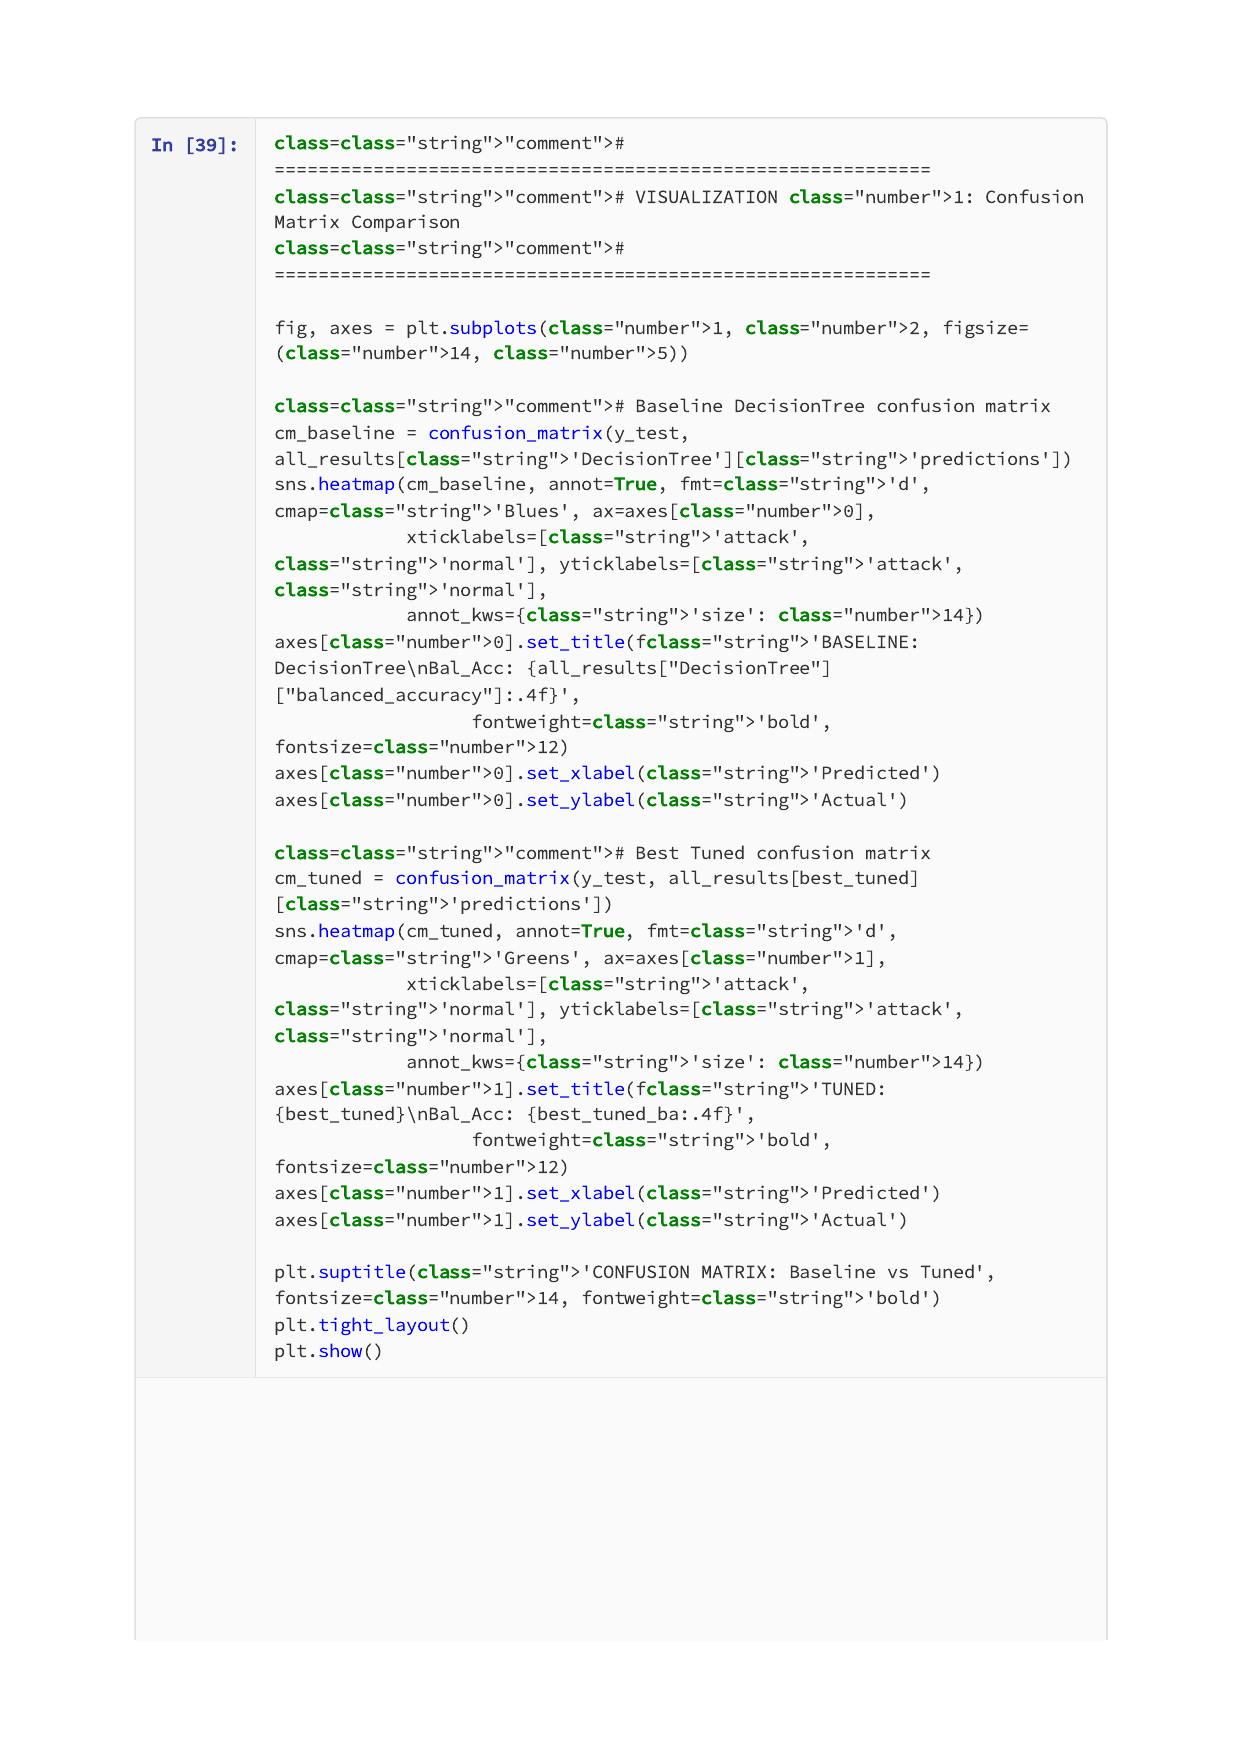 In [39]:
class=class="string">"comment">#
============================================================
class=class="string">"comment"># VISUALIZATION class="number">1: Confusion
Matrix Comparison
class=class="string">"comment">#
============================================================
fig, axes = plt.subplots(class="number">1, class="number">2, figsize=
(class="number">14, class="number">5))
class=class="string">"comment"># Baseline DecisionTree confusion matrix
cm_baseline = confusion_matrix(y_test,
all_results[class="string">'DecisionTree'][class="string">'predictions'])
sns.heatmap(cm_baseline, annot=True, fmt=class="string">'d',
cmap=class="string">'Blues', ax=axes[class="number">0],
            xticklabels=[class="string">'attack',
class="string">'normal'], yticklabels=[class="string">'attack',
class="string">'normal'],
            annot_kws={class="string">'size': class="number">14})
axes[class="number">0].set_title(fclass="string">'BASELINE:
DecisionTree\nBal_Acc: {all_results["DecisionTree"]
["balanced_accuracy"]:.4f}',
                  fontweight=class="string">'bold',
fontsize=class="number">12)
axes[class="number">0].set_xlabel(class="string">'Predicted')
axes[class="number">0].set_ylabel(class="string">'Actual')
class=class="string">"comment"># Best Tuned confusion matrix
cm_tuned = confusion_matrix(y_test, all_results[best_tuned]
[class="string">'predictions'])
sns.heatmap(cm_tuned, annot=True, fmt=class="string">'d',
cmap=class="string">'Greens', ax=axes[class="number">1],
            xticklabels=[class="string">'attack',
class="string">'normal'], yticklabels=[class="string">'attack',
class="string">'normal'],
            annot_kws={class="string">'size': class="number">14})
axes[class="number">1].set_title(fclass="string">'TUNED:
{best_tuned}\nBal_Acc: {best_tuned_ba:.4f}',
                  fontweight=class="string">'bold',
fontsize=class="number">12)
axes[class="number">1].set_xlabel(class="string">'Predicted')
axes[class="number">1].set_ylabel(class="string">'Actual')
plt.suptitle(class="string">'CONFUSION MATRIX: Baseline vs Tuned',
fontsize=class="number">14, fontweight=class="string">'bold')
plt.tight_layout()
plt.show()